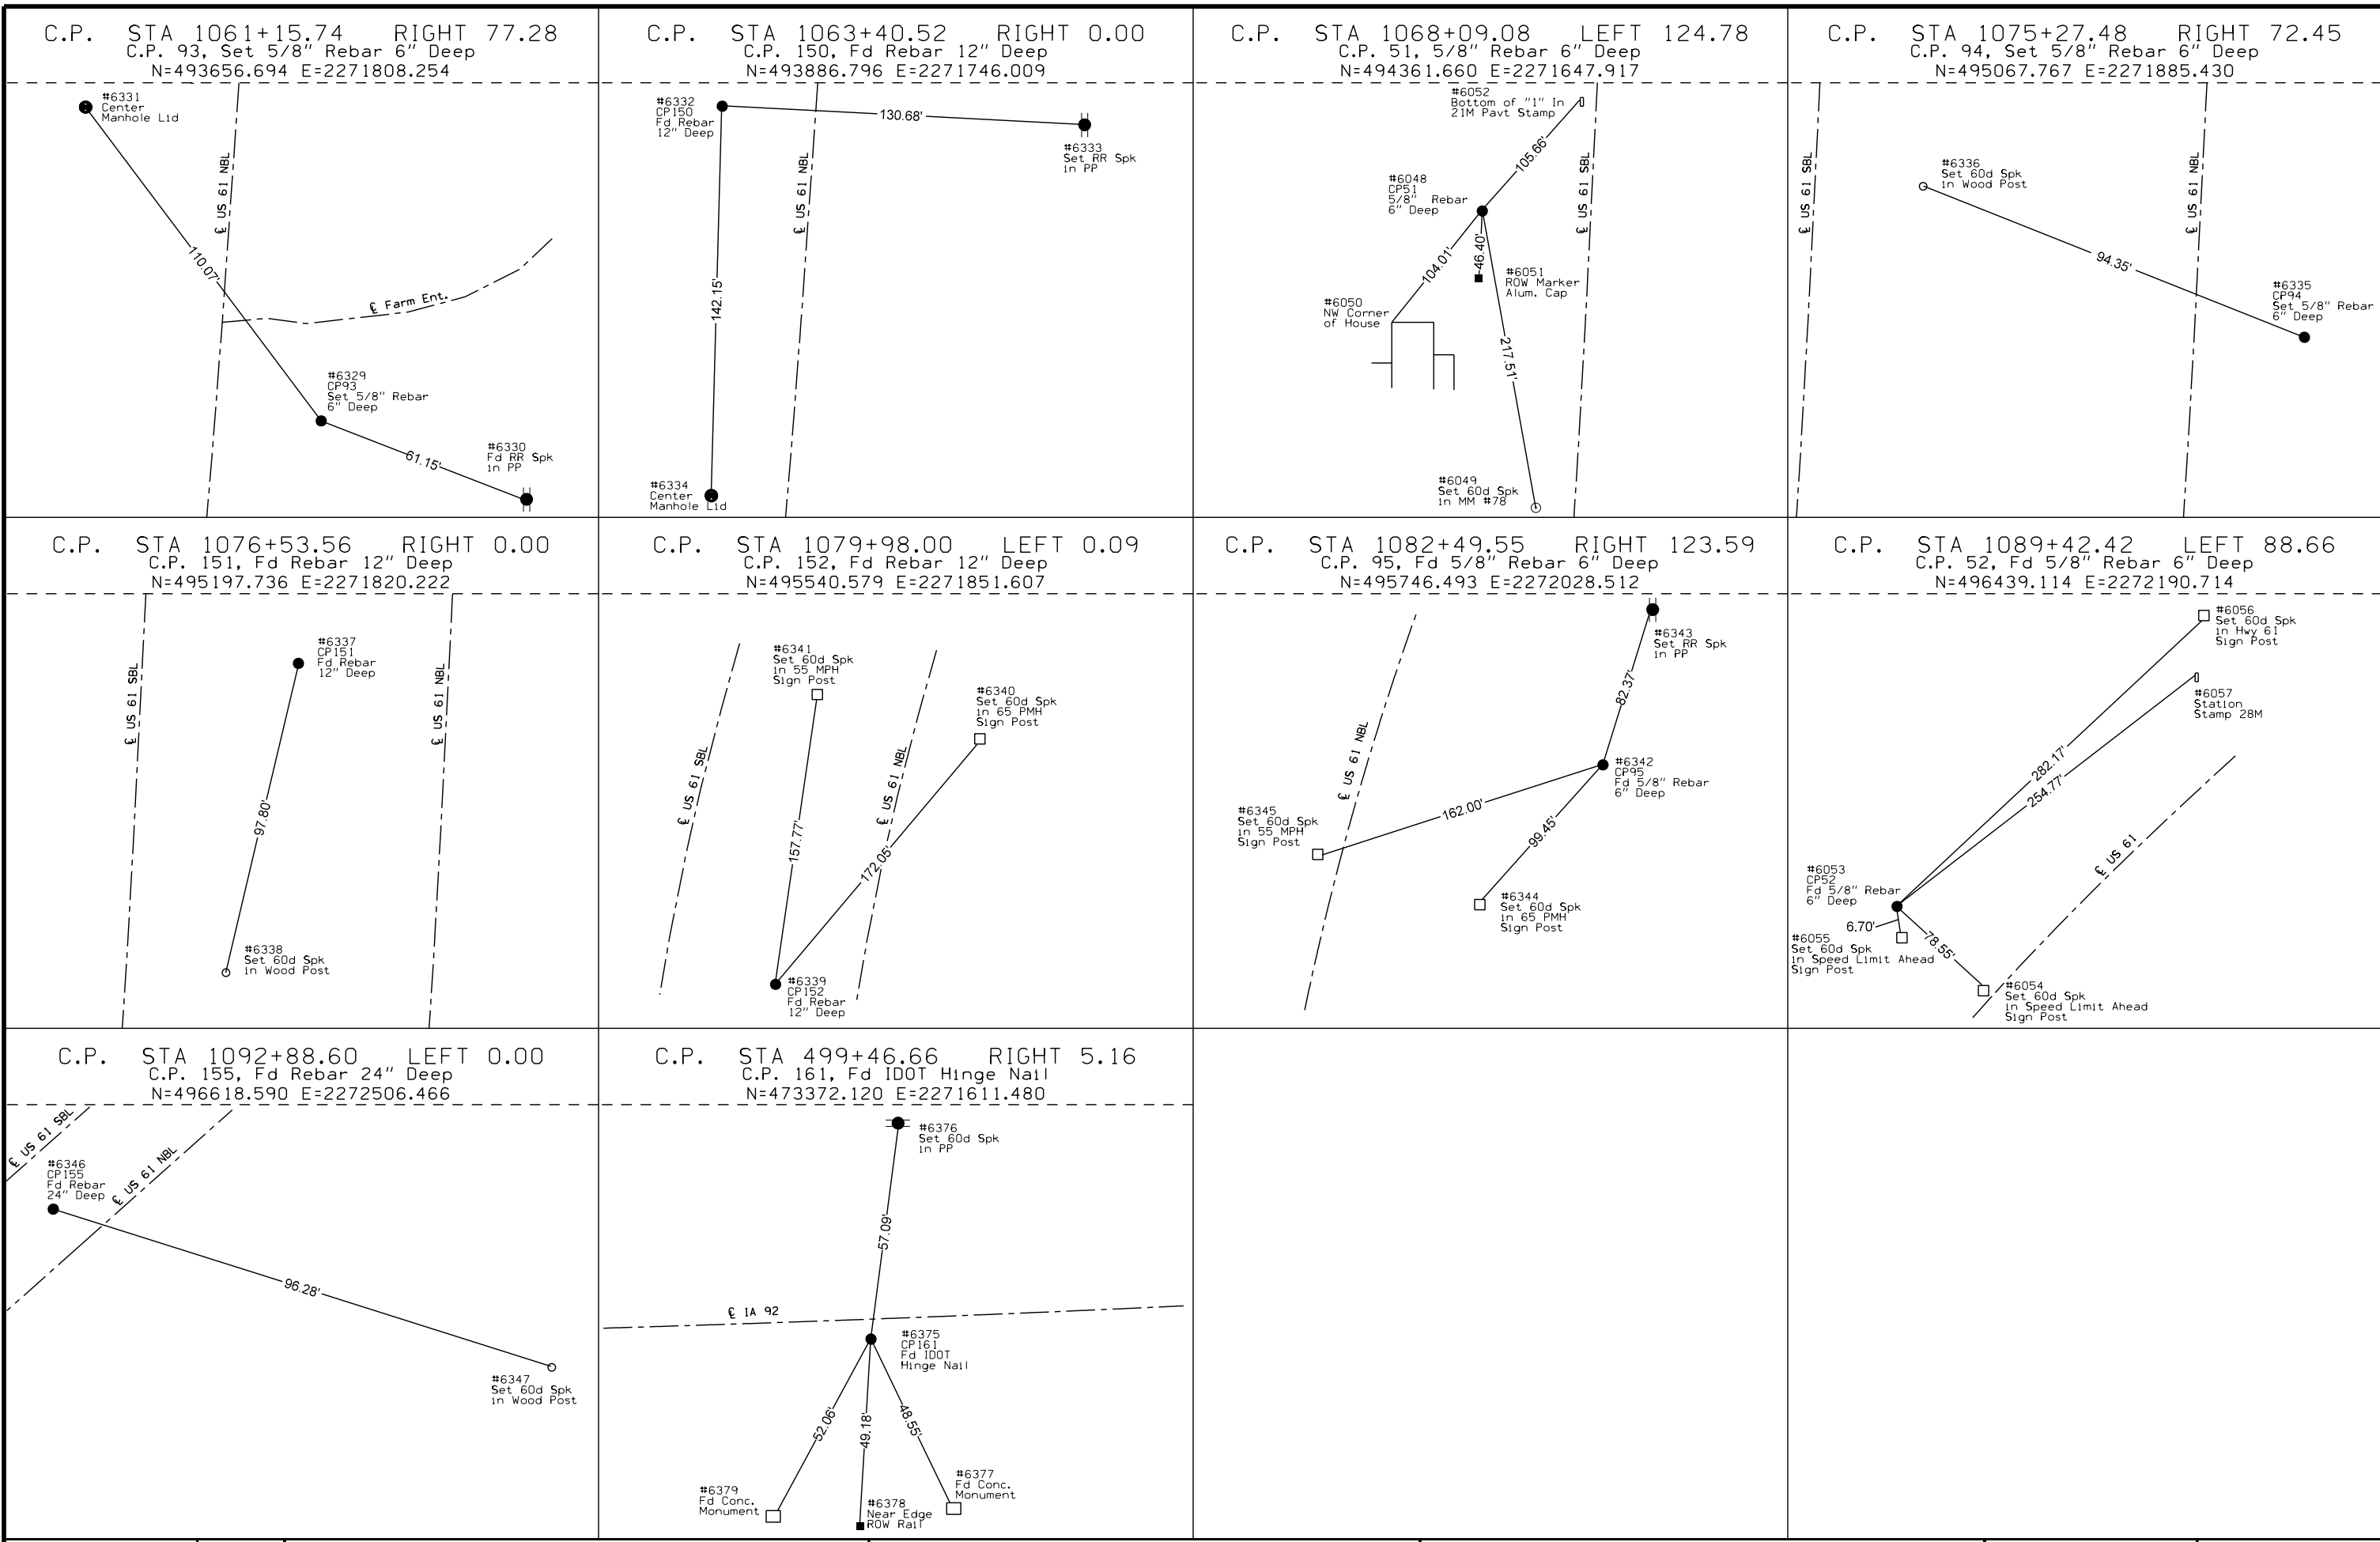 C.P. STA 1061+15.74 RIGHT 77.28
C.P. 93, Set 5/8" Rebar 6" Deep
N=493656.694 E=2271808.254
#6331
Center
Manhole Lid
℄ US 61 NBL
110.07'
℄ Farm Ent.
#6329
CP93
Set 5/8" Rebar
6" Deep
61.15'
#6330
Fd RR Spk
in PP
C.P. STA 1063+40.52 RIGHT 0.00
C.P. 150, Fd Rebar 12" Deep
N=493886.796 E=2271746.009
#6332
CP150
Fd Rebar
12" Deep
130.68'
#6333
Set RR Spk
in PP
℄ US 61 NBL
142.15'
#6334
Center
Manhole Lid
C.P. STA 1068+09.08 LEFT 124.78
C.P. 51, 5/8" Rebar 6" Deep
N=494361.660 E=2271647.917
#6052
Bottom of "1" In
21M Pavt Stamp
105.66'
℄ US 61 SBL
#6048
CP51
5/8" Rebar
6" Deep
104.01'
46.40'
#6051
ROW Marker
Alum. Cap
#6050
NW Corner
of House
217.51'
#6049
Set 60d Spk
in MM #78
C.P. STA 1075+27.48 RIGHT 72.45
C.P. 94, Set 5/8" Rebar 6" Deep
N=495067.767 E=2271885.430
℄ US 61 SBL
#6336
Set 60d Spk
in Wood Post
℄ US 61 NBL
94.35'
#6335
CP94
Set 5/8" Rebar
6" Deep
C.P. STA 1076+53.56 RIGHT 0.00
C.P. 151, Fd Rebar 12" Deep
N=495197.736 E=2271820.222
℄ US 61 SBL
#6337
CP151
Fd Rebar
12" Deep
℄ US 61 NBL
97.80'
#6338
Set 60d Spk
in Wood Post
C.P. STA 1079+98.00 LEFT 0.09
C.P. 152, Fd Rebar 12" Deep
N=495540.579 E=2271851.607
#6341
Set 60d Spk
in 55 MPH
Sign Post
#6340
Set 60d Spk
in 65 PMH
Sign Post
℄ US 61 SBL
℄ US 61 NBL
157.77'
172.05'
#6339
CP152
Fd Rebar
12" Deep
C.P. STA 1082+49.55 RIGHT 123.59
C.P. 95, Fd 5/8" Rebar 6" Deep
N=495746.493 E=2272028.512
#6343
Set RR Spk
in PP
82.37'
℄ US 61 NBL
#6342
CP95
Fd 5/8" Rebar
6" Deep
#6345
Set 60d Spk
in 55 MPH
Sign Post
162.00'
99.45'
#6344
Set 60d Spk
in 65 PMH
Sign Post
C.P. STA 1089+42.42 LEFT 88.66
C.P. 52, Fd 5/8" Rebar 6" Deep
N=496439.114 E=2272190.714
#6056
Set 60d Spk
in Hwy 61
Sign Post
#6057
Station
Stamp 28M
282.17'
254.77'
℄ US 61
#6053
CP52
Fd 5/8" Rebar
6" Deep
6.70'
78.55'
#6055
Set 60d Spk
in Speed Limit Ahead
Sign Post
#6054
Set 60d Spk
in Speed Limit Ahead
Sign Post
C.P. STA 1092+88.60 LEFT 0.00
C.P. 155, Fd Rebar 24" Deep
N=496618.590 E=2272506.466
℄ US 61 SBL
℄ US 61 NBL
#6346
CP155
Fd Rebar
24" Deep
96.28'
#6347
Set 60d Spk
in Wood Post
C.P. STA 499+46.66 RIGHT 5.16
C.P. 161, Fd IDOT Hinge Nail
N=473372.120 E=2271611.480
#6376
Set 60d Spk
in PP
57.09'
℄ IA 92
#6375
CP161
Fd IDOT
Hinge Nail
52.06'
49.18'
48.55'
#6379
Fd Conc.
Monument
#6378
Near Edge
ROW Rail
#6377
Fd Conc.
Monument